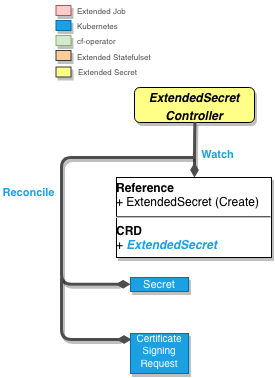 Extended Job
Kubernetes
cf-operator
Extended Statefulset
Extended Secret
ExtendedSecret
Controller
Watch
Reference
+ ExtendedSecret (Create)
Reconcile
CRD
+ ExtendedSecret
Secret
Certificate
Signing
Request